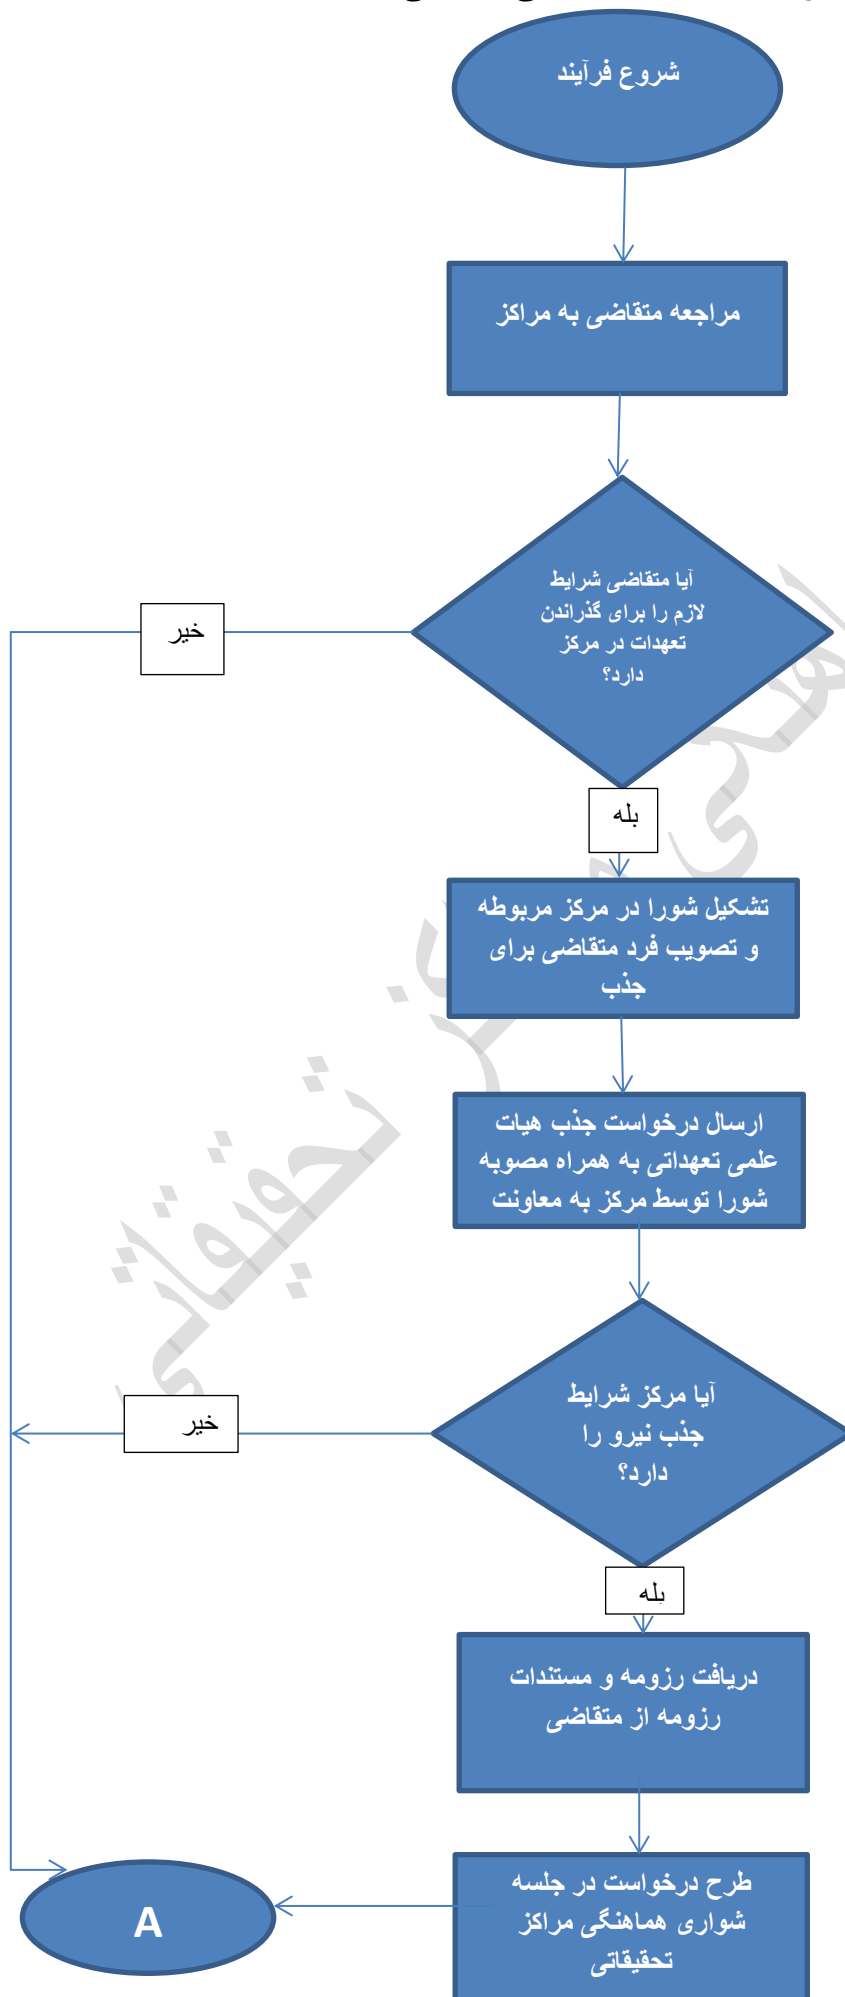 شروع فرآیند
مراجعه متقاضی به مراکز
آیا متقاضی شرایط
لازم را برای گذراندن
تعهدات در مرکز
دارد؟
خیر
بله
تشکیل شورا در مرکز مربوطه
و تصویب فرد متقاضی برای
جذب
ارسال درخواست جذب هیات
علمی تعهداتی به همراه مصوبه
شورا توسط مرکز به معاونت
آیا مرکز شرایط
جذب نیرو را
دارد؟
خیر
بله
دریافت رزومه و مستندات
رزومه از متقاضی
طرح درخواست در جلسه
شواری هماهنگی مراکز
تحقیقاتی
A
تحقیقاتی